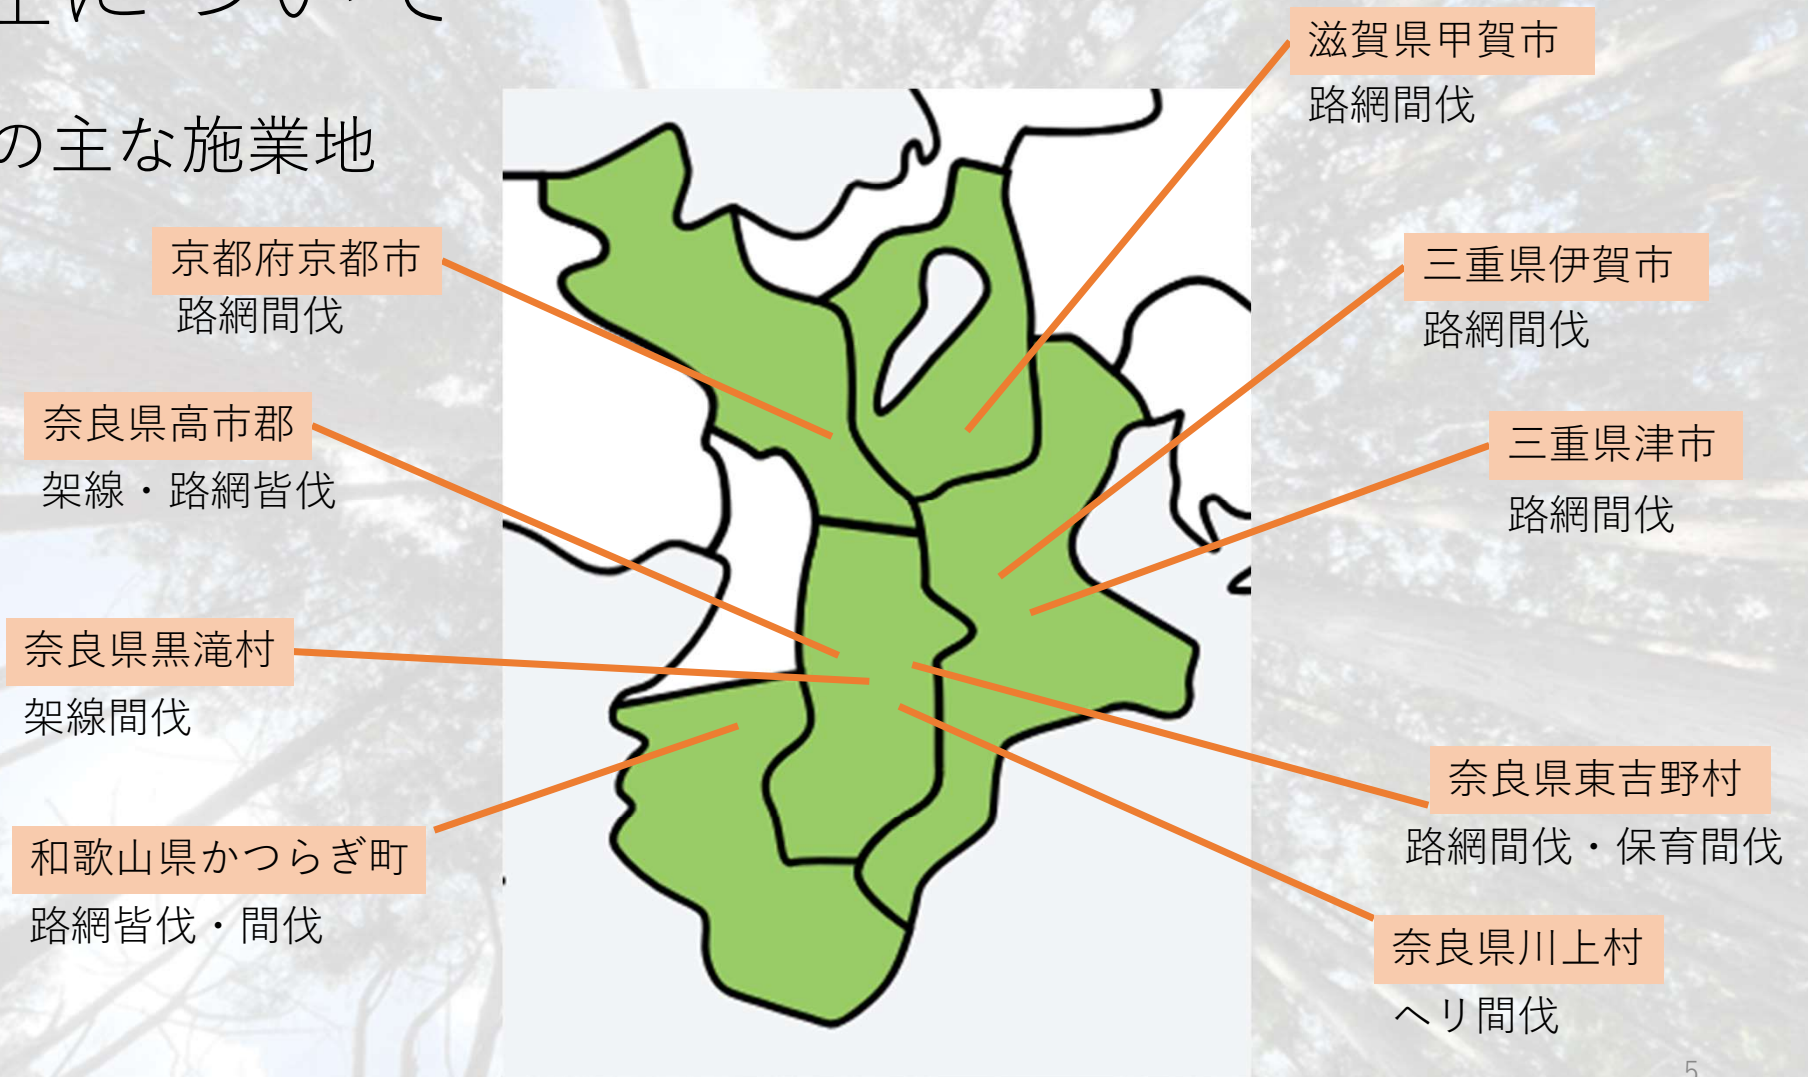 について
の主な施業地
滋賀県甲賀市
路網間伐
京都府京都市
路網間伐
三重県伊賀市
路網間伐
奈良県高市郡
架線・路網皆伐
三重県津市
路網間伐
奈良県黒滝村
架線間伐
奈良県東吉野村
路網間伐・保育間伐
和歌山県かつらぎ町
路網皆伐・間伐
奈良県川上村
ヘリ間伐
5